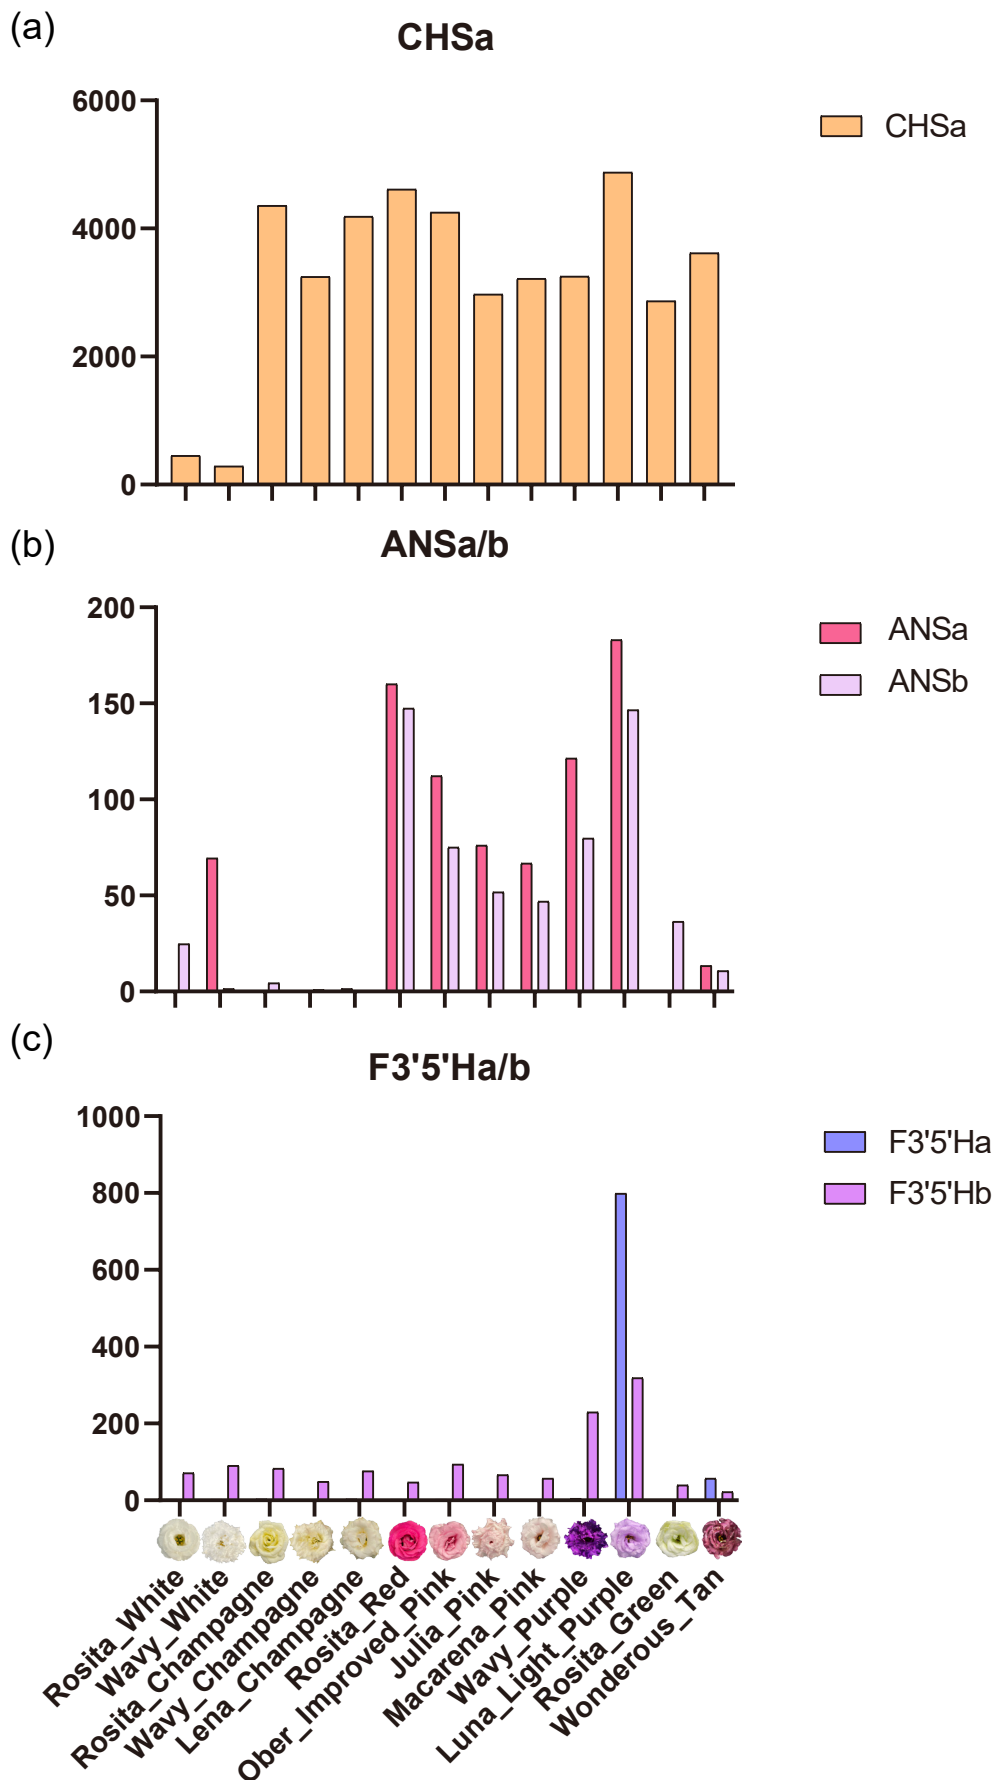 (a)
CHSa
6000
4000
2000
0
CHSa
(b)
ANSa/b
200
150
100
50
0
ANSa
ANSb
(c)
F3'5'Ha/b
1000
800
600
400
200
0
F3'5'Ha
F3'5'Hb
Rosita_White
Wavy_White
Rosita_Champagne
Wavy_Champagne
Lena_Champagne
Rosita_Red
Ober_Improved_Pink
Julia_Pink
Macarena_Pink
Wavy_Purple
Luna_Light_Purple
Rosita_Green
Wonderous_Tan